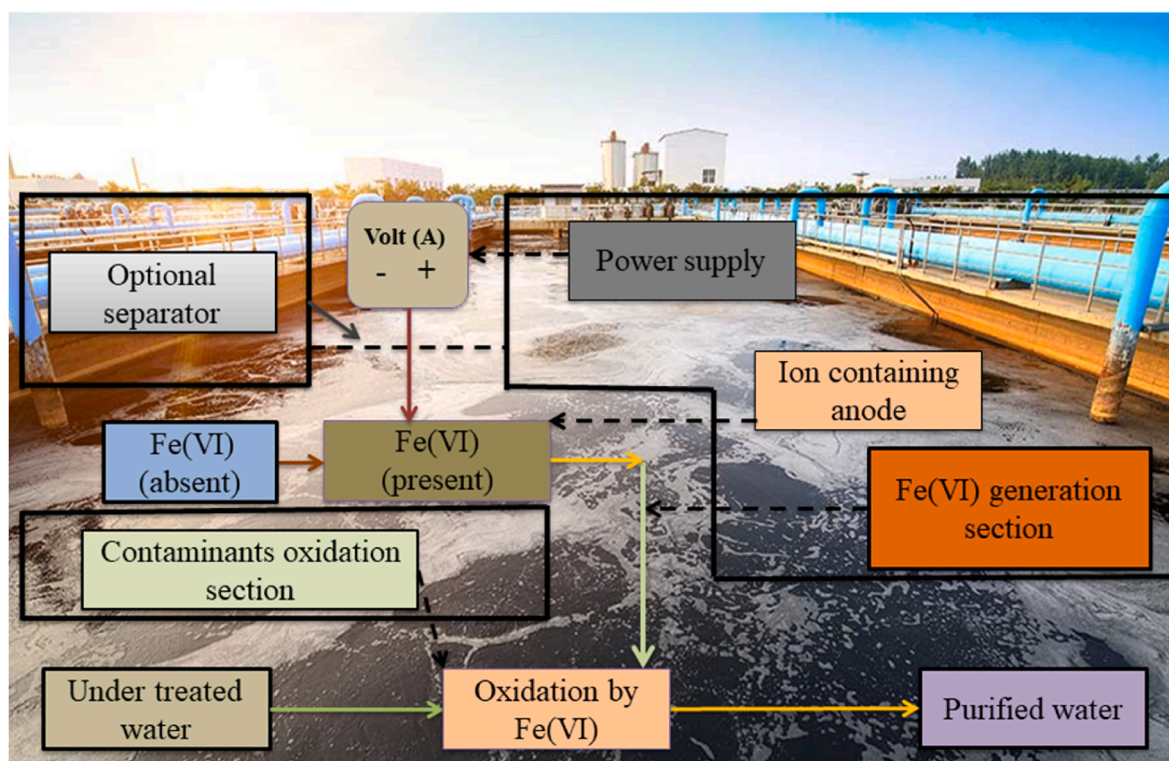 Volt (A)
- +
Power supply
Optional
separator
Ion containing
anode
Fe(VI)
(absent)
Fe(VI)
(present)
Fe(VI) generation
section
Contaminants oxidation
section
Under treated
water
Oxidation by
Fe(VI)
Purified water